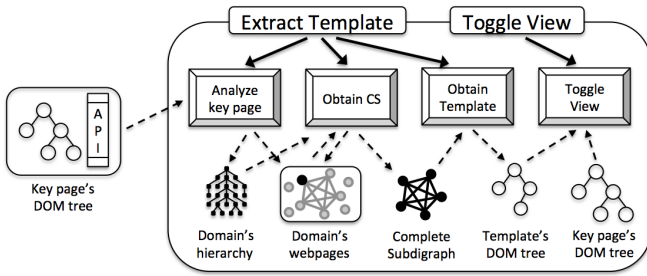 Extract Template
Toggle View
Analyze
key page
Obtain CS
Obtain
Template
Toggle
View
A
P
I
Key page's
DOM tree
Domain's
hierarchy
Domain's
webpages
Complete
Subdigraph
Template's
DOM tree
Key page's
DOM tree